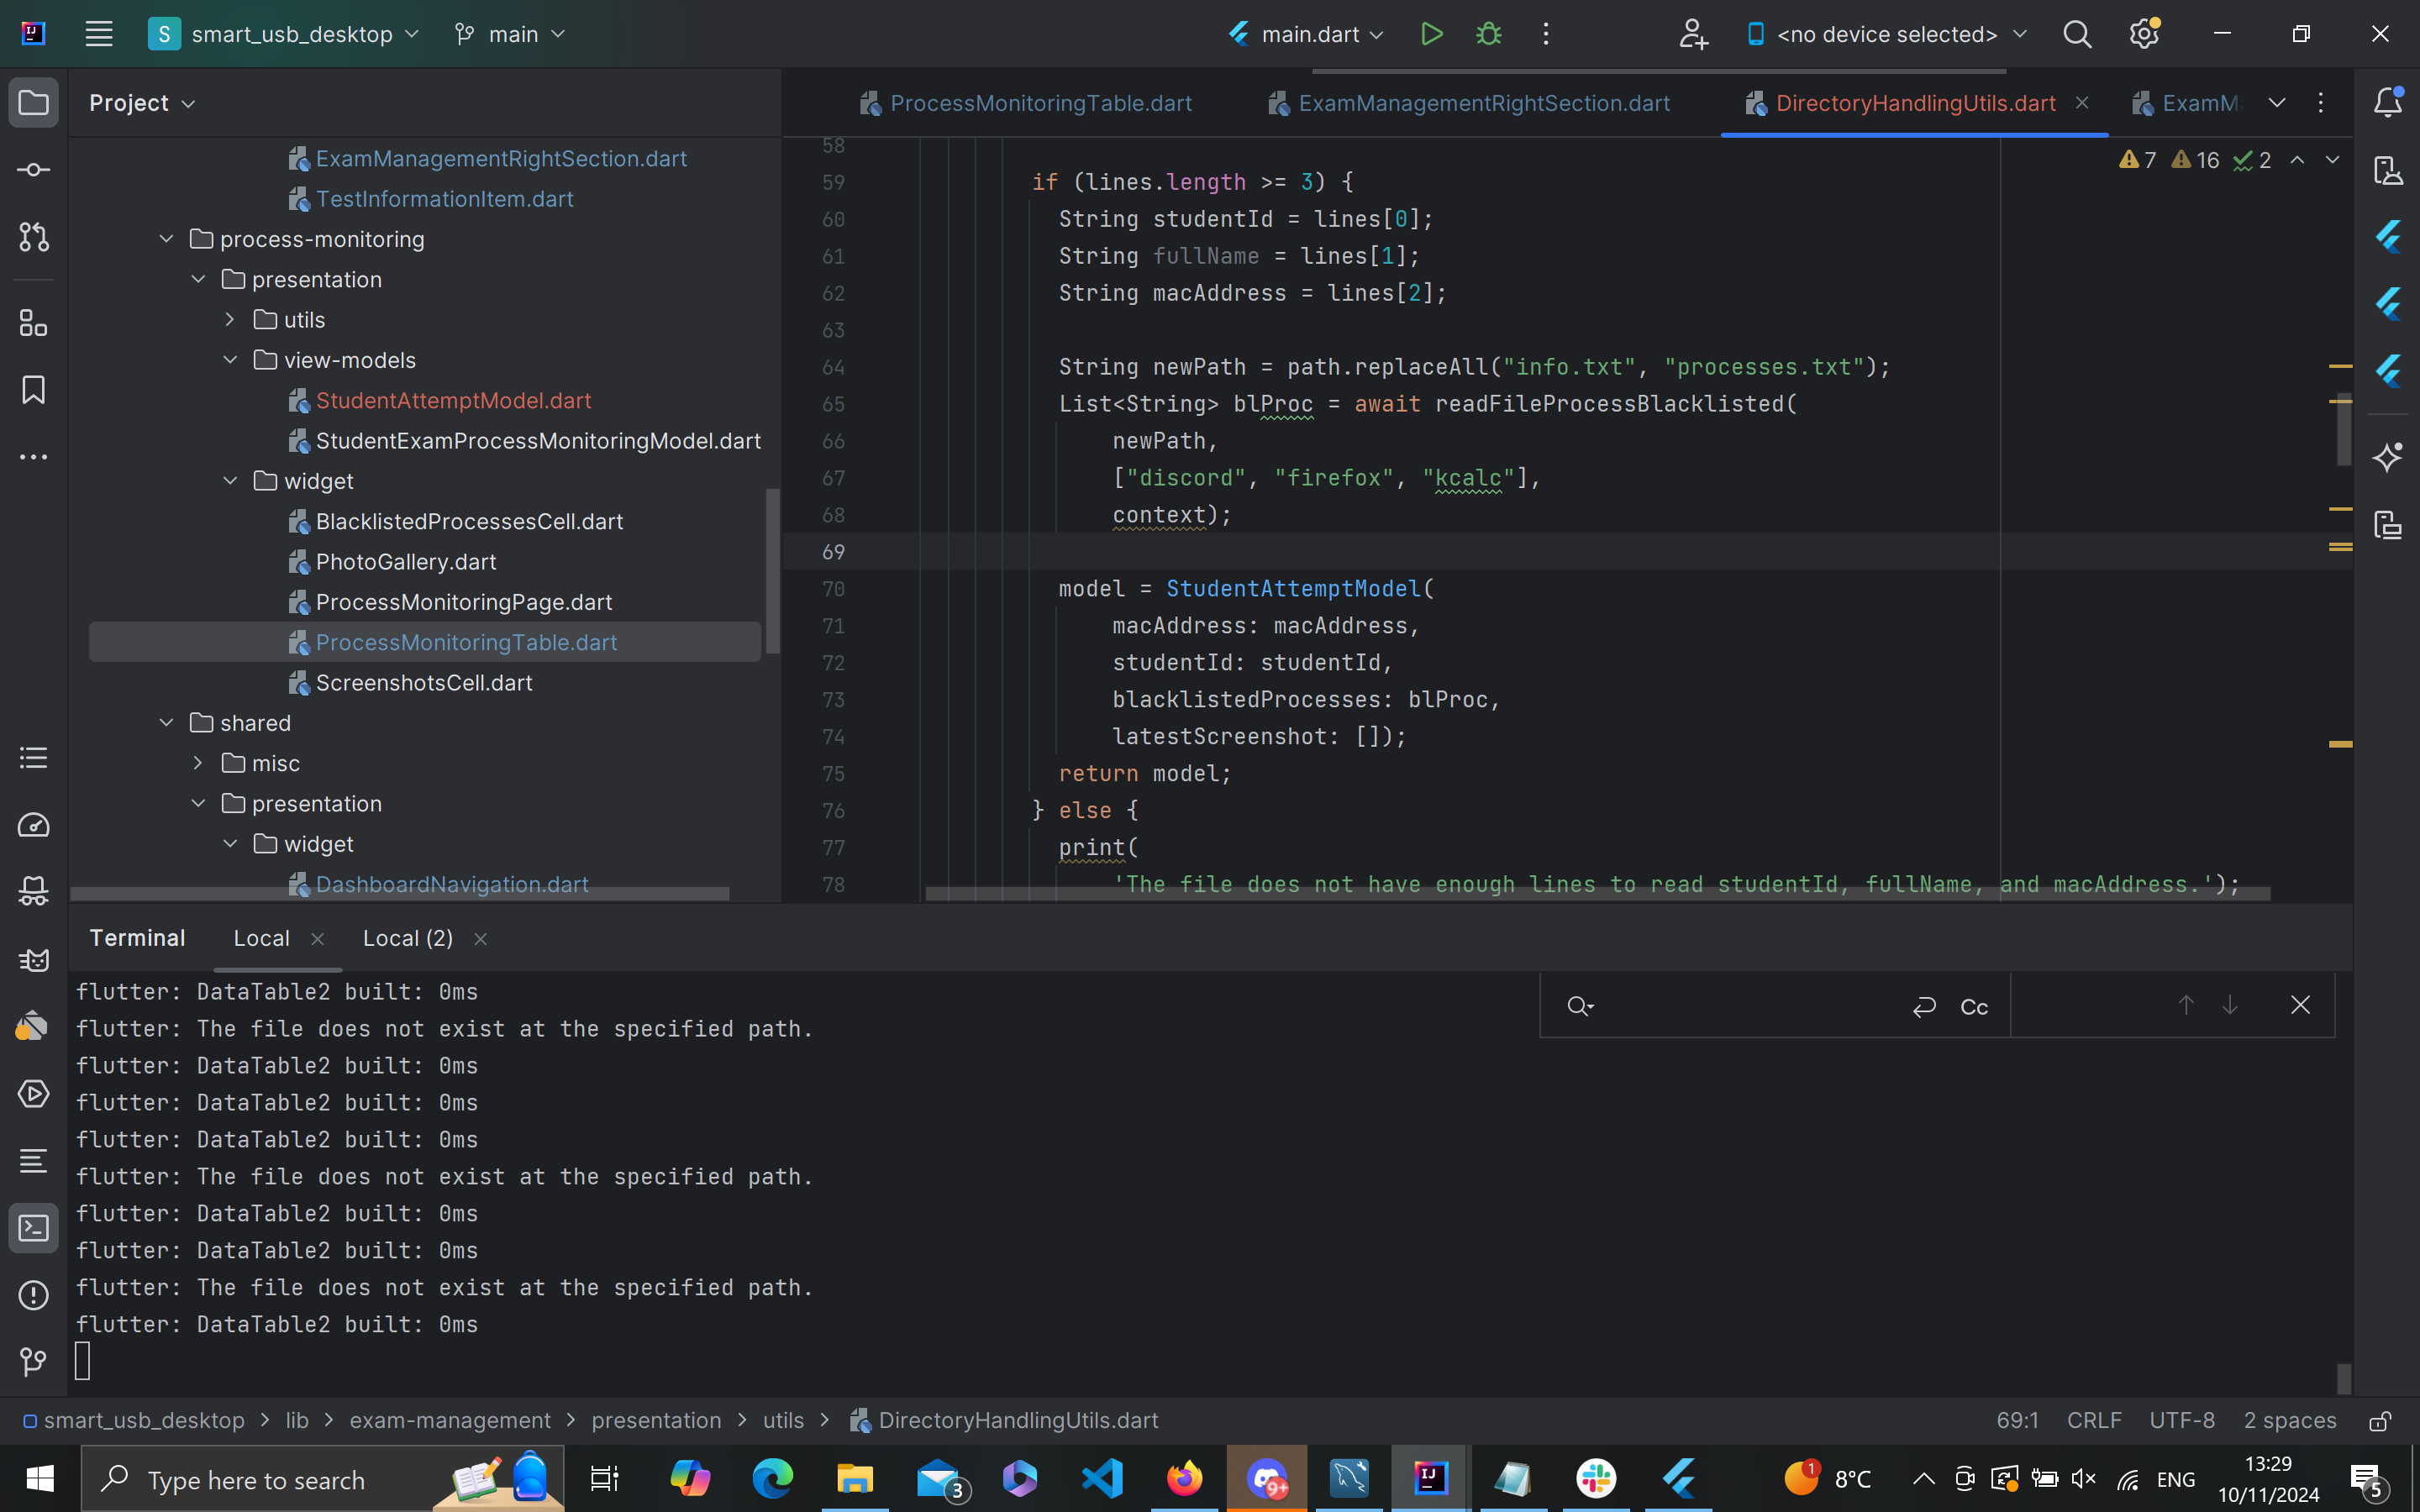 S smart_usb_desktop main main.dart <no device selected>
Project
ProcessMonitoringTable.dart ExamManagementRightSection.dart DirectoryHandlingUtils.dart ExamM
ExamManagementRightSection.dart
TestInformationItem.dart
process-monitoring
presentation
utils
view-models
StudentAttemptModel.dart
StudentExamProcessMonitoringModel.dart
widget
BlacklistedProcessesCell.dart
PhotoGallery.dart
ProcessMonitoringPage.dart
ProcessMonitoringTable.dart
ScreenshotsCell.dart
shared
misc
presentation
widget
DashboardNavigation.dart
7 16 2
58
59 if (lines.length >= 3) {
60 String studentId = lines[0];
61 String fullName = lines[1];
62 String macAddress = lines[2];
63
64 String newPath = path.replaceAll("info.txt", "processes.txt");
65 List<String> blProc = await readFileProcessBlacklisted(
66 newPath,
67 ["discord", "firefox", "kcalc"],
68 context);
69
70 model = StudentAttemptModel(
71 macAddress: macAddress,
72 studentId: studentId,
73 blacklistedProcesses: blProc,
74 latestScreenshot: []);
75 return model;
76 } else {
77 print(
78 'The file does not have enough lines to read studentId, fullName, and macAddress.');
Terminal Local Local (2)
flutter: DataTable2 built: 0ms
flutter: The file does not exist at the specified path.
flutter: DataTable2 built: 0ms
flutter: DataTable2 built: 0ms
flutter: DataTable2 built: 0ms
flutter: The file does not exist at the specified path.
flutter: DataTable2 built: 0ms
flutter: DataTable2 built: 0ms
flutter: The file does not exist at the specified path.
flutter: DataTable2 built: 0ms
Cc
smart_usb_desktop > lib > exam-management > presentation > utils > DirectoryHandlingUtils.dart
69:1 CRLF UTF-8 2 spaces
Type here to search
3
9+
IJ
1
8°C
ENG
13:29
10/11/2024
5